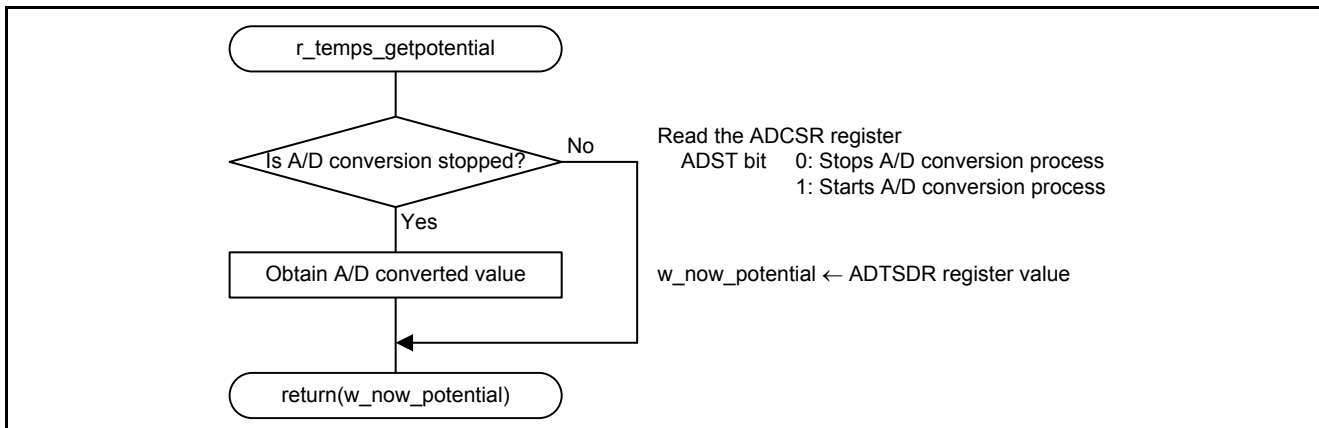 r_temps_getpotential
No
Read the ADCSR register
Is A/D conversion stopped?
ADST bit 0: Stops A/D conversion process
1: Starts A/D conversion process
Yes
Obtain A/D converted value
w_now_potential ← ADTSDR register value
return(w_now_potential)